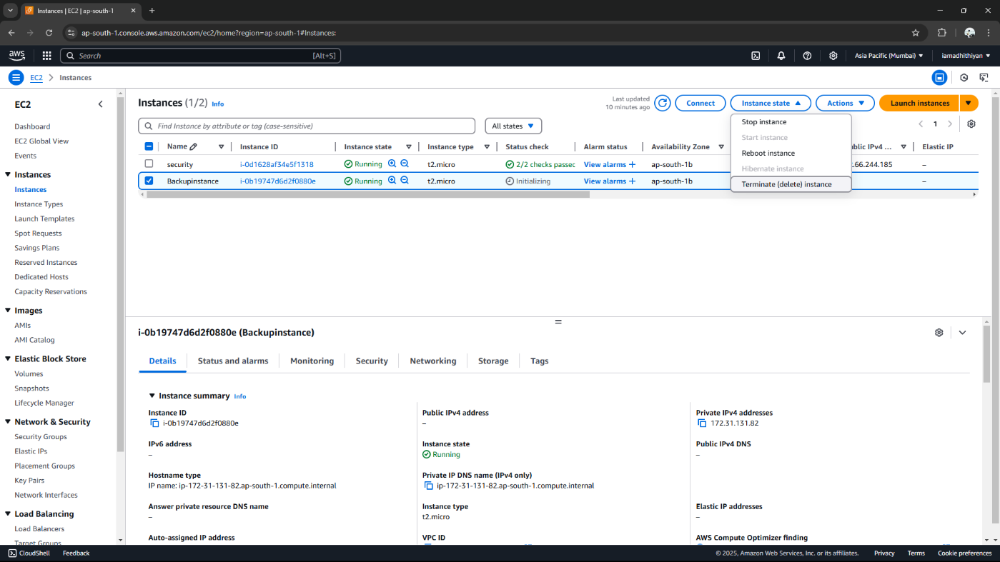 Instances | EC2 | ap-south-1
ap-south-1.console.aws.amazon.com/ec2/home?region=ap-south-1#Instances:
aws
Search
[Alt+S]
Asia Pacific (Mumbai)
iamadhithiyan
EC2
Instances
EC2
Dashboard
EC2 Global View
Events
Instances
Instances
Instance Types
Launch Templates
Spot Requests
Savings Plans
Reserved Instances
Dedicated Hosts
Capacity Reservations
Images
AMIs
AMI Catalog
Elastic Block Store
Volumes
Snapshots
Lifecycle Manager
Network & Security
Security Groups
Elastic IPs
Placement Groups
Key Pairs
Network Interfaces
Load Balancing
Load Balancers
Target Groups
Instances (1/2) Info
Last updated
10 minutes ago
Connect
Instance state
Actions
Launch instances
Find Instance by attribute or tag (case-sensitive)
All states
1
Stop instance
Start instance
Reboot instance
Hibernate instance
Terminate (delete) instance
Name Instance ID Instance state Instance type Status check Alarm status Availability Zone ublic IPv4 ... Elastic IP
security i-0d1628af34e5f1318 Running t2.micro 2/2 checks passec View alarms + ap-south-1b .66.244.185 –
Backupinstance i-0b19747d6d2f0880e Running t2.micro Initializing View alarms + ap-south-1b –
i-0b19747d6d2f0880e (Backupinstance)
Details
Status and alarms
Monitoring
Security
Networking
Storage
Tags
Instance summary Info
Instance ID
i-0b19747d6d2f0880e
Public IPv4 address
–
Private IPv4 addresses
172.31.131.82
IPv6 address
–
Instance state
Running
Public IPv4 DNS
–
Hostname type
IP name: ip-172-31-131-82.ap-south-1.compute.internal
Private IP DNS name (IPv4 only)
ip-172-31-131-82.ap-south-1.compute.internal
Answer private resource DNS name
–
Instance type
t2.micro
Elastic IP addresses
–
Auto-assigned IP address
VPC ID
AWS Compute Optimizer finding
CloudShell
Feedback
© 2025, Amazon Web Services, Inc. or its affiliates.
Privacy
Terms
Cookie preferences